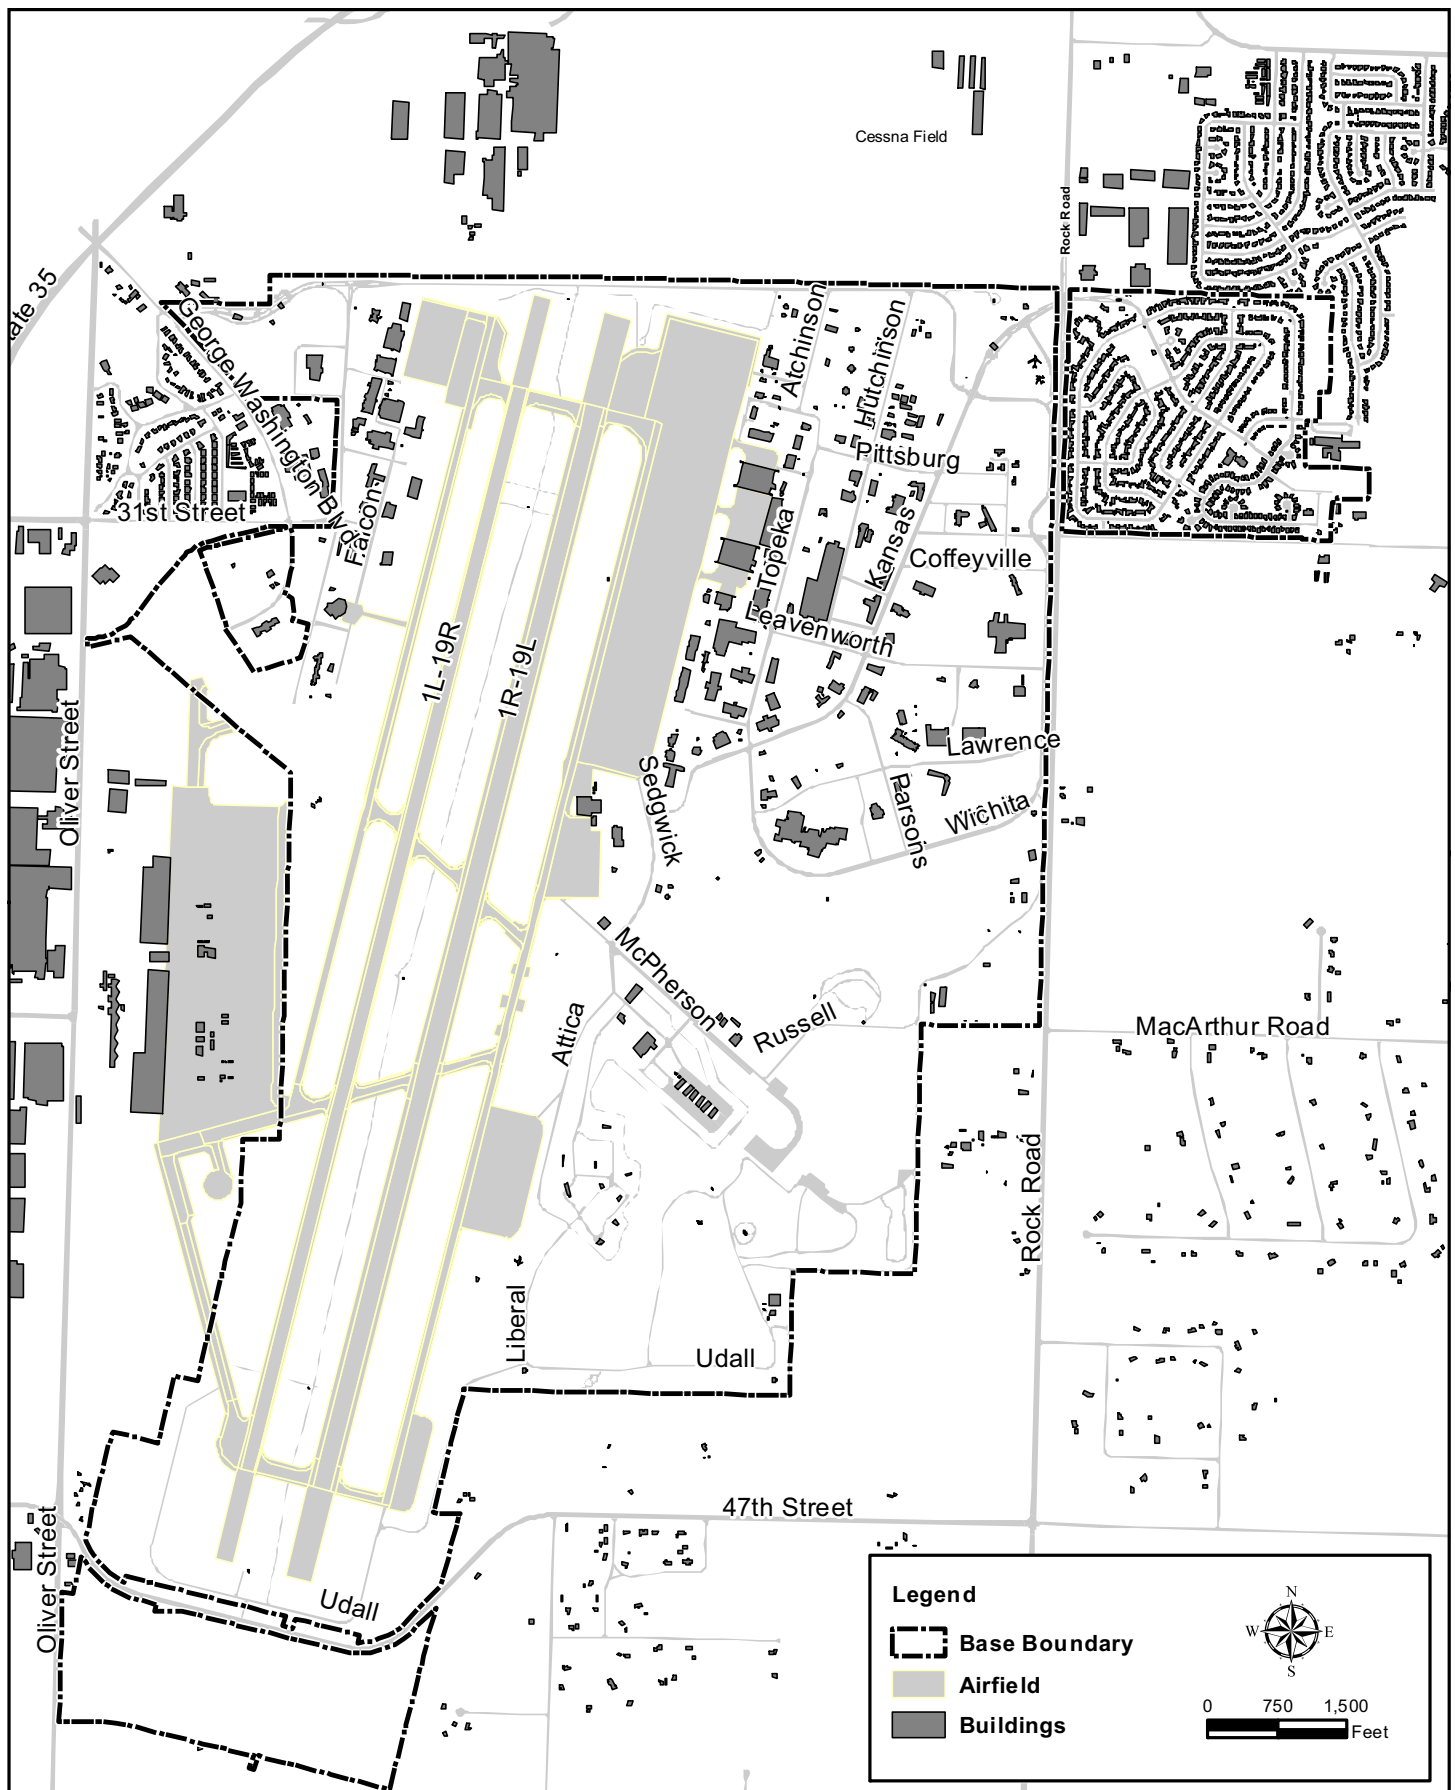 Cessna Field
Rock Road
ate 35
George Washington Blvd
Atchinson
Hutchinson
Pittsburg
31st Street
Falcon
Topeka
Kansas
Coffeyville
Leavenworth
1L-19R
1R-19L
Oliver Street
Lawrence
Sedgwick
Parsons
Wichita
McPherson
Attica
Russell
MacArthur Road
Rock Road
Liberal
Udall
47th Street
Oliver Street
Udall
Legend
Base Boundary
Airfield
Buildings
N
W E
S
0 750 1,500
Feet